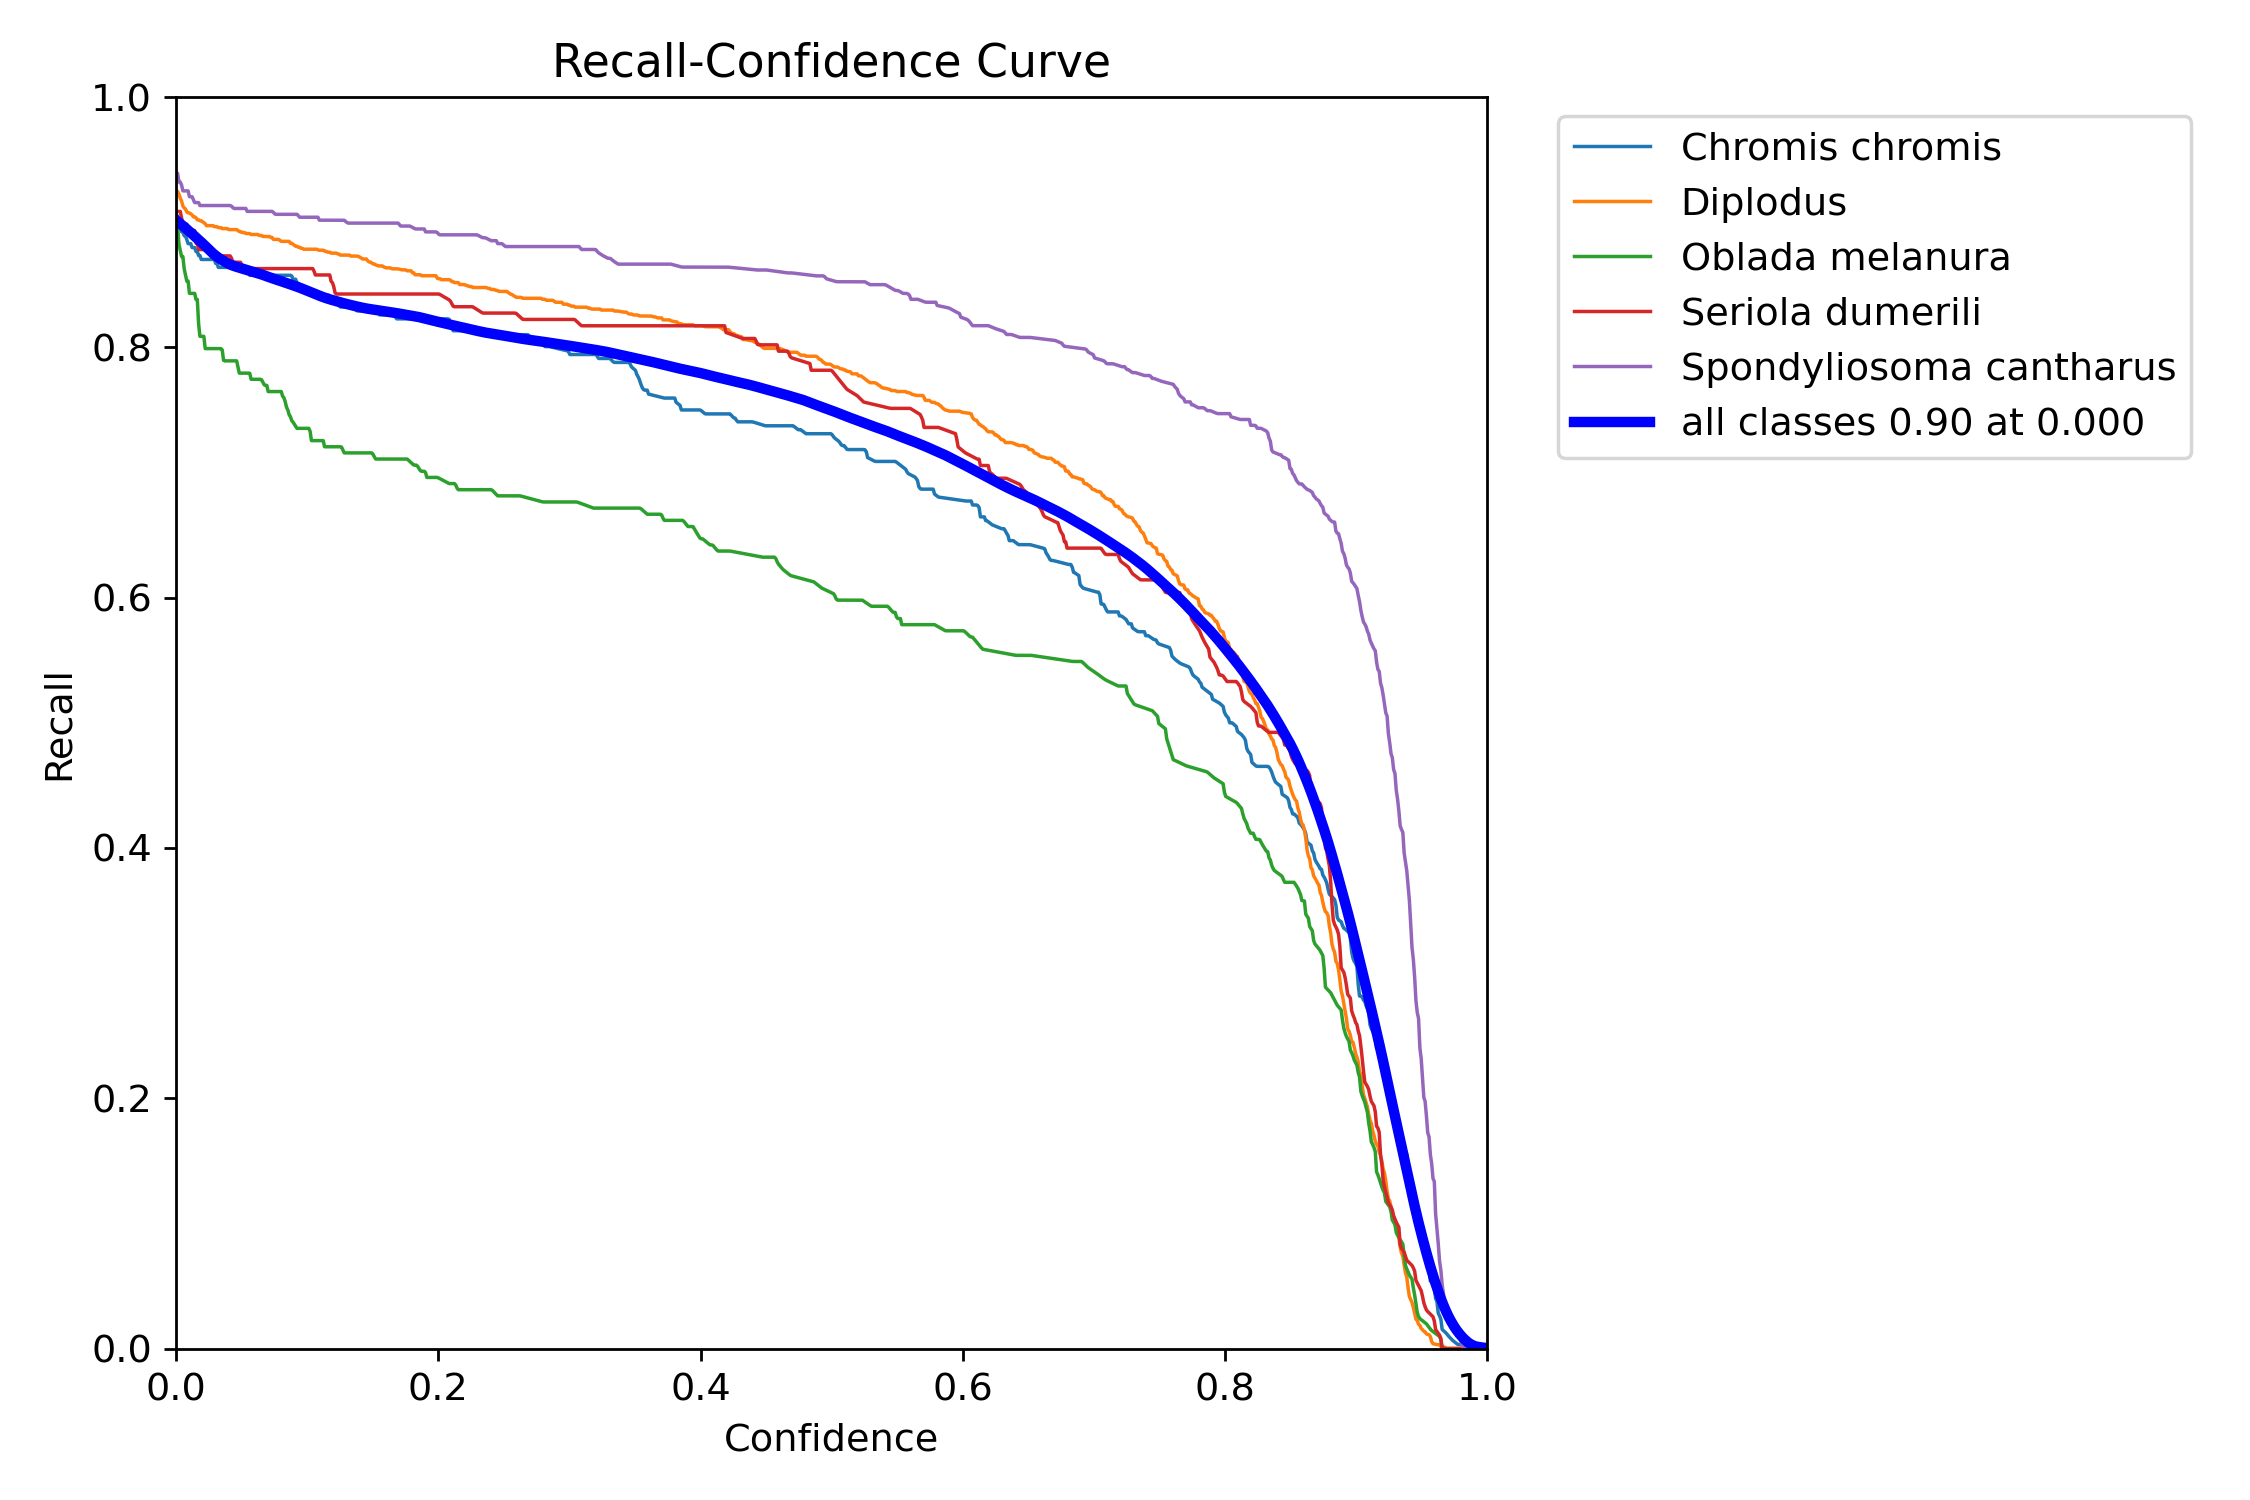 Recall-Confidence Curve
1.0
0.8
0.6
0.4
0.2
0.0
Recall
0.0 0.2 0.4 0.6 0.8 1.0
Confidence
Chromis chromis
Diplodus
Oblada melanura
Seriola dumerili
Spondyliosoma cantharus
all classes 0.90 at 0.000